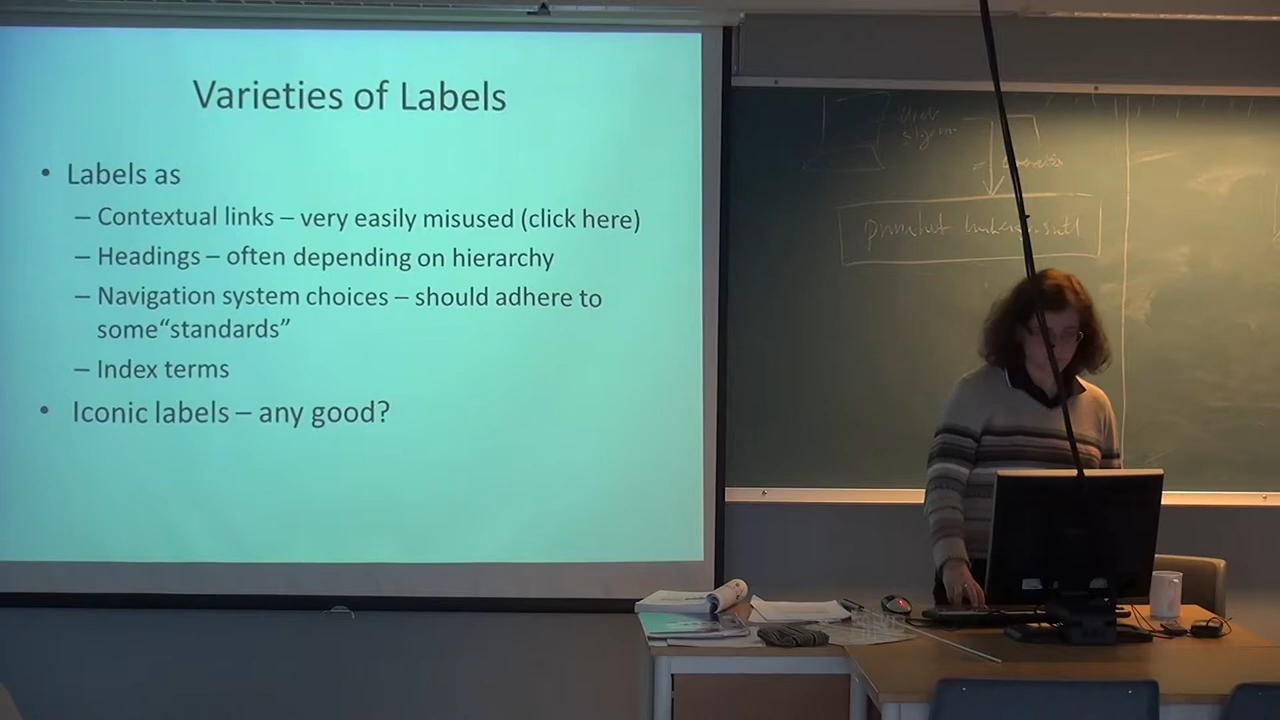 Varieties of Labels
• Labels as
– Contextual links – very easily misused (click here)
– Headings – often depending on hierarchy
– Navigation system choices – should adhere to
some“standards”
– Index terms
• Iconic labels – any good?